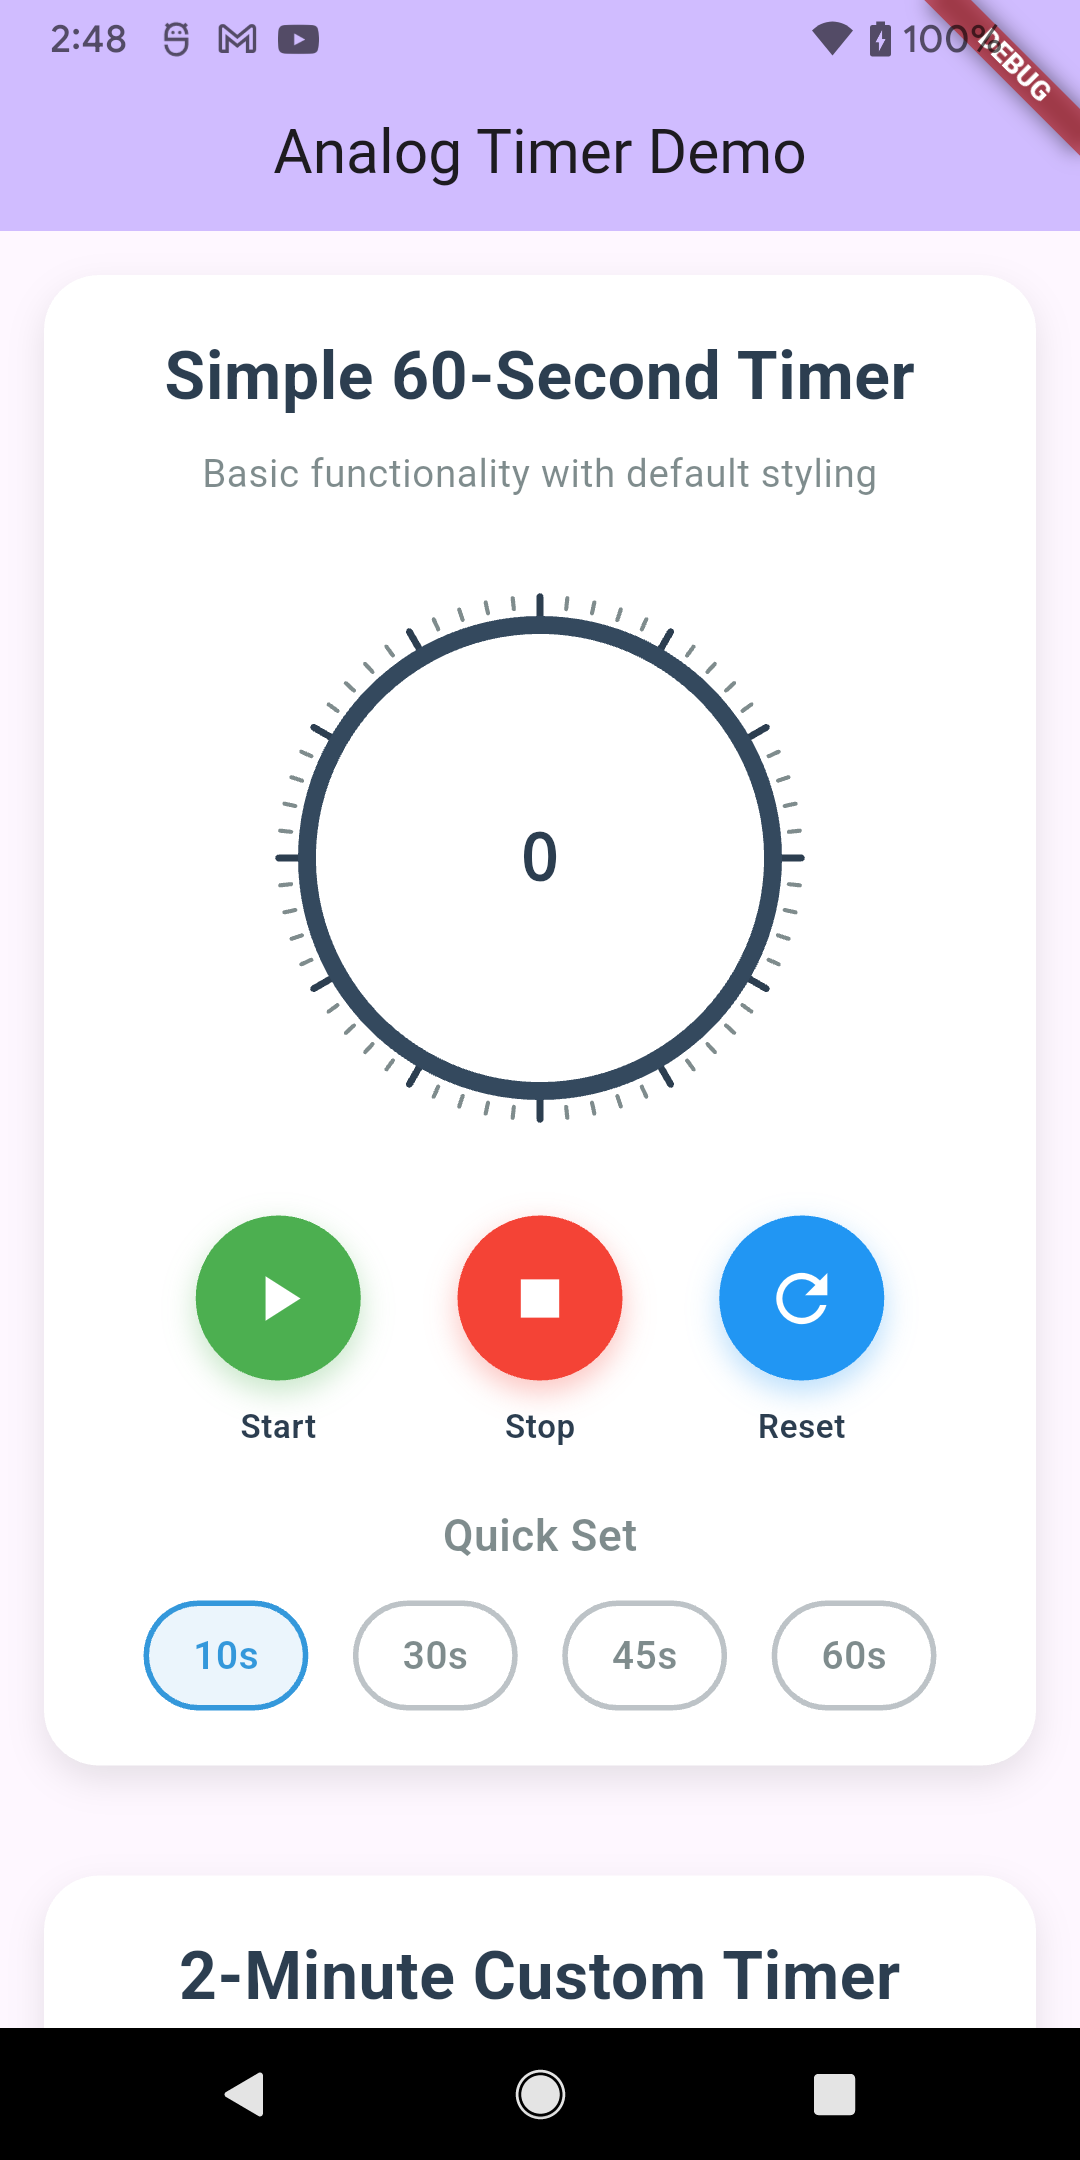 2:48 100%
DEBUG
Analog Timer Demo
Simple 60-Second Timer
Basic functionality with default styling
0
Start Stop Reset
Quick Set
10s 30s 45s 60s
2-Minute Custom Timer